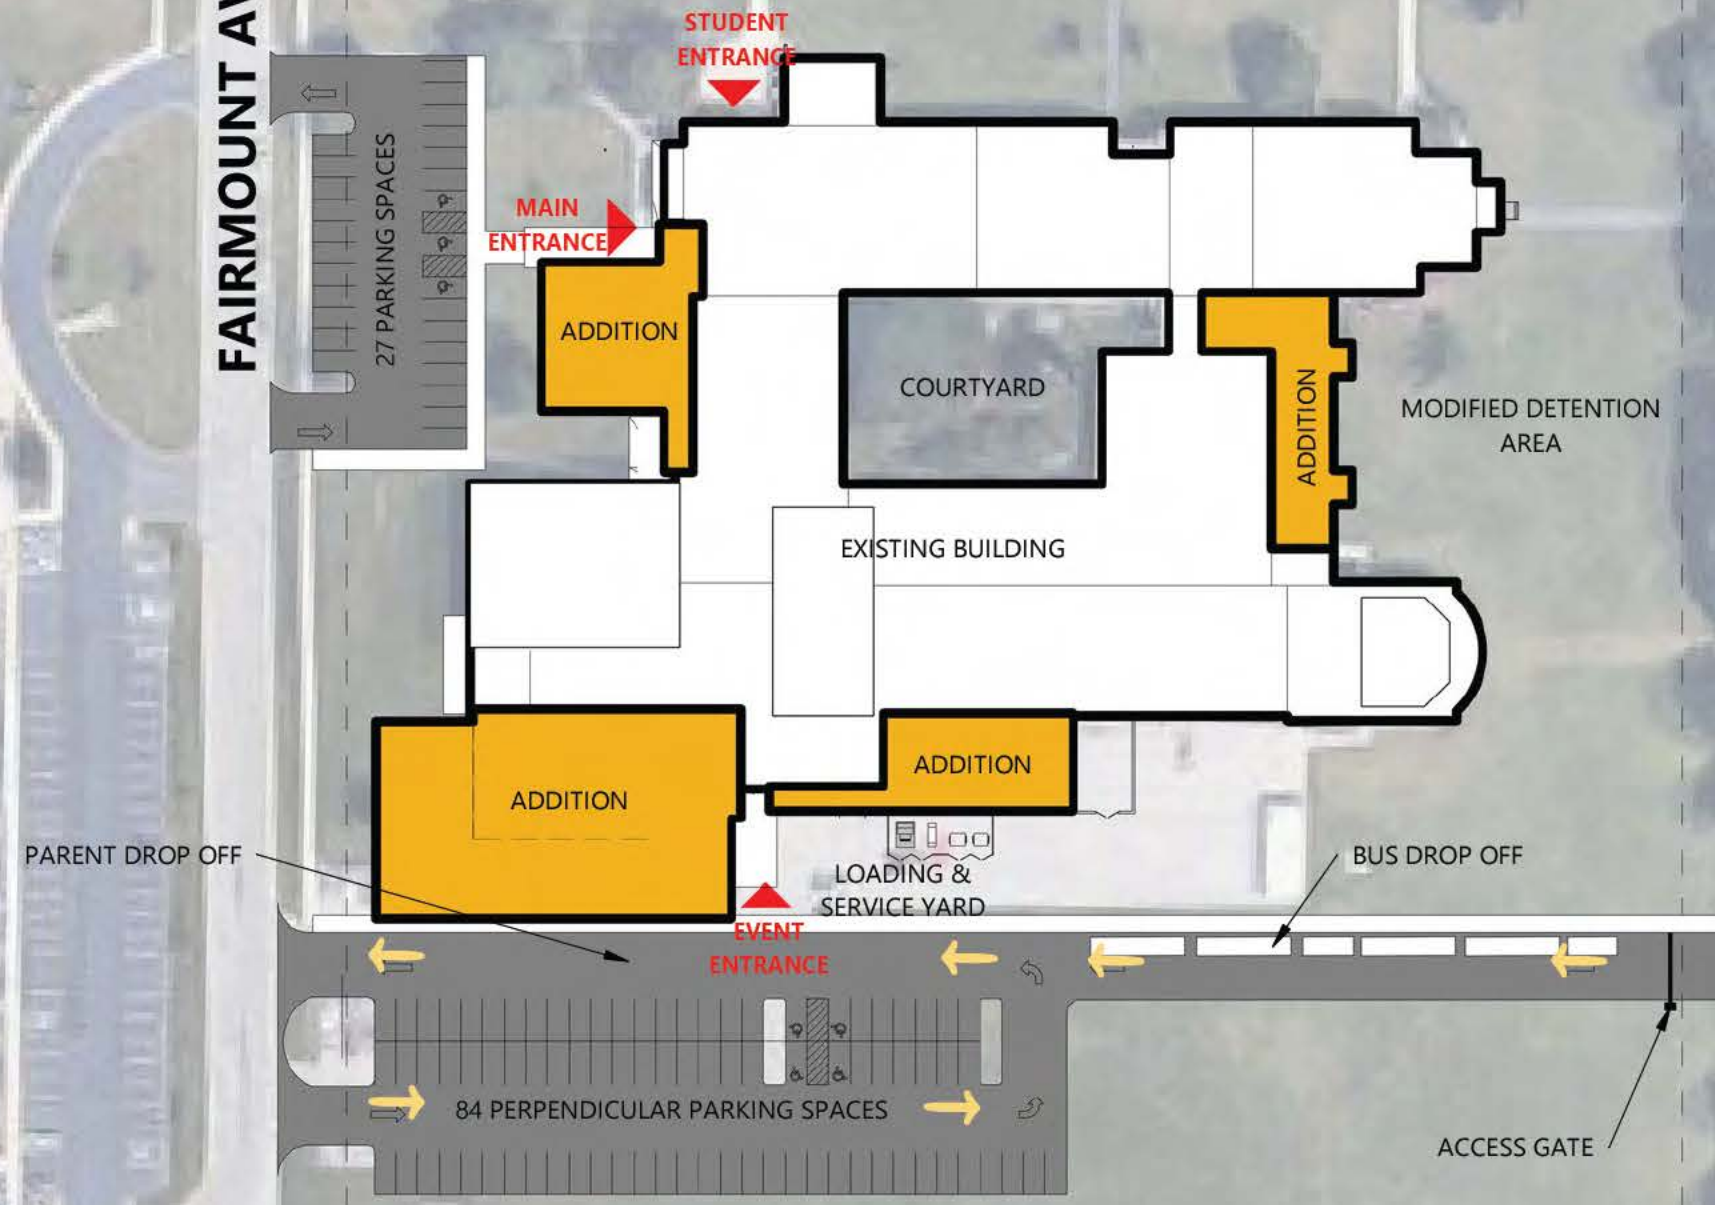 STUDENT
ENTRANCE
FAIRMOUNT AV
27 PARKING SPACES
MAIN
ENTRANCE
ADDITION
COURTYARD
ADDITION
MODIFIED DETENTION
AREA
EXISTING BUILDING
ADDITION
ADDITION
PARENT DROP OFF
LOADING &
SERVICE YARD
BUS DROP OFF
EVENT
ENTRANCE
84 PERPENDICULAR PARKING SPACES
ACCESS GATE